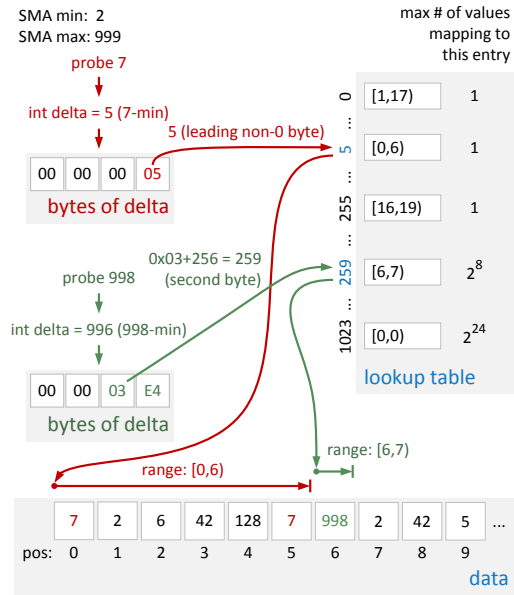 SMA min: 2
SMA max: 999
max # of values
mapping to
this entry
probe 7
int delta = 5 (7-min)
00 00 00 05
bytes of delta
5 (leading non-0 byte)
0 [1,17) 1
...
5 [0,6) 1
...
255 [16,19) 1
...
259 [6,7) 2^8
...
1023 [0,0) 2^24
lookup table
0x03+256 = 259
(second byte)
probe 998
int delta = 996 (998-min)
00 00 03 E4
bytes of delta
range: [0,6)
range: [6,7)
7 2 6 42 128 7 998 2 42 5 ...
pos: 0 1 2 3 4 5 6 7 8 9
data